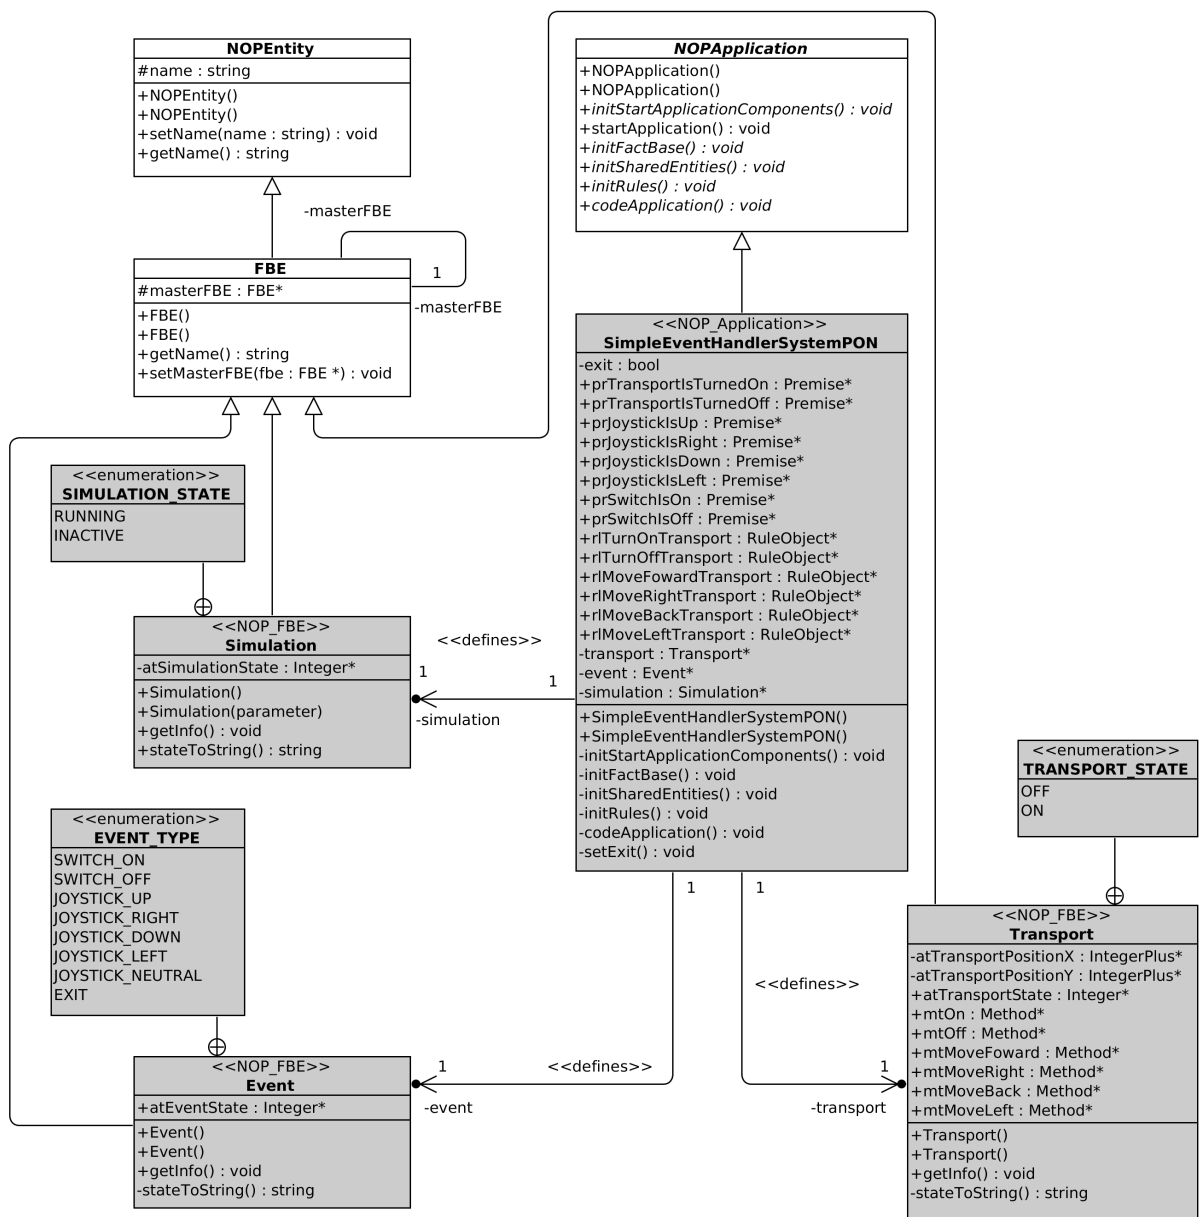 NOPEntity
#name : string
+NOPEntity()
+NOPEntity()
+setName(name : string) : void
+getName() : string
NOPApplication
+NOPApplication()
+NOPApplication()
+initStartApplicationComponents() : void
+startApplication() : void
+initFactBase() : void
+initSharedEntities() : void
+initRules() : void
+codeApplication() : void
-masterFBE
1
-masterFBE
FBE
#masterFBE : FBE*
+FBE()
+FBE()
+getName() : string
+setMasterFBE(fbe : FBE *) : void
<<NOP_Application>>
SimpleEventHandlerSystemPON
-exit : bool
+prTransportIsTurnedOn : Premise*
+prTransportIsTurnedOff : Premise*
+prJoystickIsUp : Premise*
+prJoystickIsRight : Premise*
+prJoystickIsDown : Premise*
+prJoystickIsLeft : Premise*
+prSwitchIsOn : Premise*
+prSwitchIsOff : Premise*
+rlTurnOnTransport : RuleObject*
+rlTurnOffTransport : RuleObject*
+rlMoveFowardTransport : RuleObject*
+rlMoveRightTransport : RuleObject*
+rlMoveBackTransport : RuleObject*
+rlMoveLeftTransport : RuleObject*
-transport : Transport*
-event : Event*
-simulation : Simulation*
+SimpleEventHandlerSystemPON()
+SimpleEventHandlerSystemPON()
-initStartApplicationComponents() : void
-initFactBase() : void
-initSharedEntities() : void
-initRules() : void
-codeApplication() : void
-setExit() : void
<<enumeration>>
SIMULATION_STATE
RUNNING
INACTIVE
<<NOP_FBE>>
Simulation
-atSimulationState : Integer*
+Simulation()
+Simulation(parameter)
+getInfo() : void
+stateToString() : string
<<defines>>
1
1
-simulation
<<enumeration>>
TRANSPORT_STATE
OFF
ON
<<enumeration>>
EVENT_TYPE
SWITCH_ON
SWITCH_OFF
JOYSTICK_UP
JOYSTICK_RIGHT
JOYSTICK_DOWN
JOYSTICK_LEFT
JOYSTICK_NEUTRAL
EXIT
1
1
<<defines>>
<<NOP_FBE>>
Transport
-atTransportPositionX : IntegerPlus*
-atTransportPositionY : IntegerPlus*
+atTransportState : Integer*
+mtOn : Method*
+mtOff : Method*
+mtMoveFoward : Method*
+mtMoveRight : Method*
+mtMoveBack : Method*
+mtMoveLeft : Method*
+Transport()
+Transport()
+getInfo() : void
-stateToString() : string
<<NOP_FBE>>
Event
+atEventState : Integer*
+Event()
+Event()
+getInfo() : void
-stateToString() : string
1
<<defines>>
-event
1
-transport